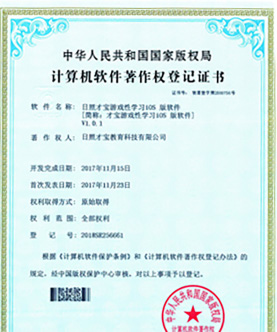 中华人民共和国国家版权局
计算机软件著作权登记证书
软件名称： 日照才宝游戏性学习IOS 版软件
[简称：才宝游戏性学习IOS 版软件]
V1.0.1
著作权人： 日照才宝教育科技有限公司
开发完成日期： 2017年11月15日
首次发表日期： 2017年11月23日
权利取得方式： 原始取得
权利范围： 全部权利
登记号： 2018SR256661
根据《计算机软件保护条例》和《计算机软件著作权登记办法》的
规定，经中国版权保护中心审核，对以上事项予以登记。
中华人民共和国国家版权局
计算机软件著作权